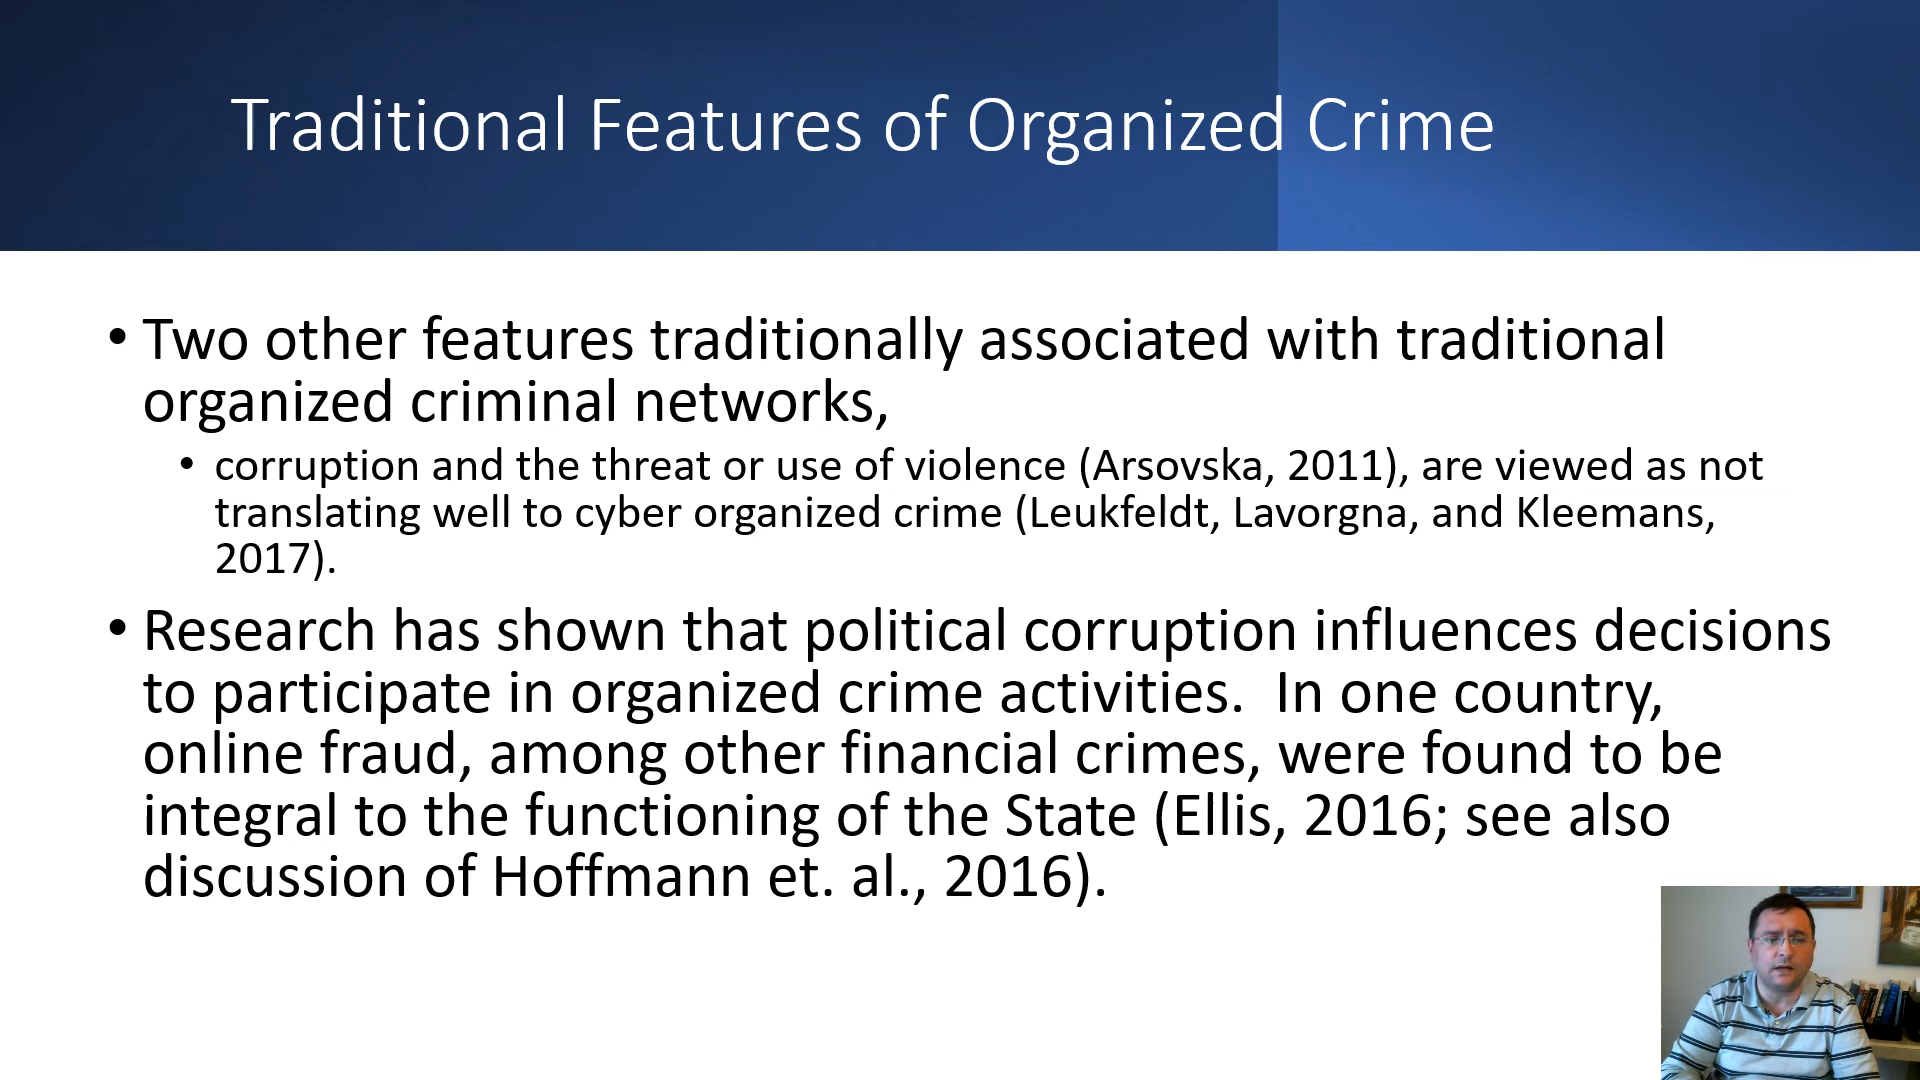 Traditional Features of Organized Crime
• Two other features traditionally associated with traditional
organized criminal networks,
• corruption and the threat or use of violence (Arsovska, 2011), are viewed as not
translating well to cyber organized crime (Leukfeldt, Lavorgna, and Kleemans,
2017).
• Research has shown that political corruption influences decisions
to participate in organized crime activities.  In one country,
online fraud, among other financial crimes, were found to be
integral to the functioning of the State (Ellis, 2016; see also
discussion of Hoffmann et. al., 2016).